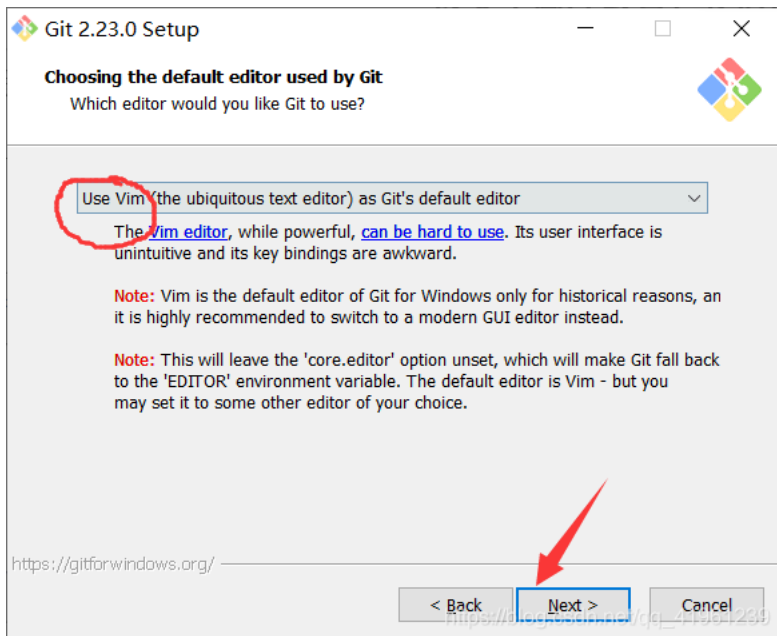 Git 2.23.0 Setup
Choosing the default editor used by Git
Which editor would you like Git to use?
Use Vim (the ubiquitous text editor) as Git's default editor
The Vim editor, while powerful, can be hard to use. Its user interface is
unintuitive and its key bindings are awkward.
Note: Vim is the default editor of Git for Windows only for historical reasons, an
it is highly recommended to switch to a modern GUI editor instead.
Note: This will leave the 'core.editor' option unset, which will make Git fall back
to the 'EDITOR' environment variable. The default editor is Vim - but you
may set it to some other editor of your choice.
https://gitforwindows.org/
< Back
Next >
Cancel